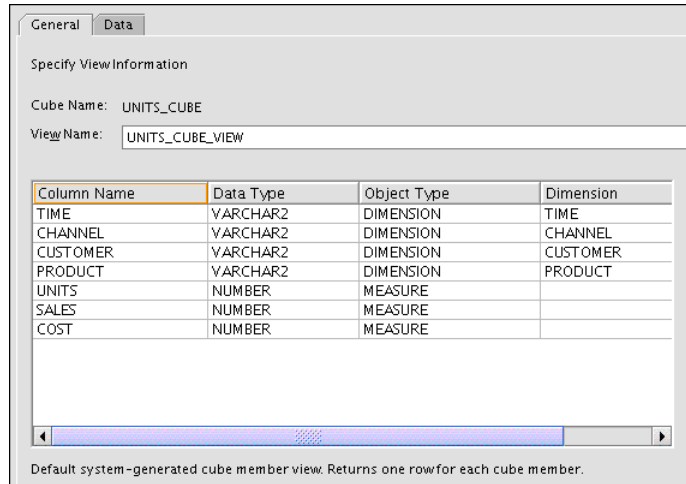 General Data
Specify View Information
Cube Name: UNITS_CUBE
View Name: UNITS_CUBE_VIEW
Column Name Data Type Object Type Dimension
TIME VARCHAR2 DIMENSION TIME
CHANNEL VARCHAR2 DIMENSION CHANNEL
CUSTOMER VARCHAR2 DIMENSION CUSTOMER
PRODUCT VARCHAR2 DIMENSION PRODUCT
UNITS NUMBER MEASURE
SALES NUMBER MEASURE
COST NUMBER MEASURE
Default system-generated cube member view. Returns one row for each cube member.